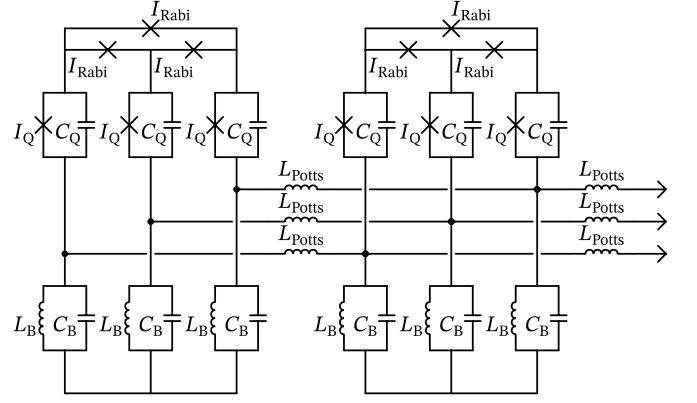 I_Rabi I_Rabi
I_Rabi I_Rabi I_Rabi I_Rabi
I_Q C_Q I_Q C_Q I_Q C_Q I_Q C_Q I_Q C_Q I_Q C_Q
L_Potts L_Potts
L_Potts L_Potts
L_Potts L_Potts
L_B C_B L_B C_B L_B C_B L_B C_B L_B C_B L_B C_B